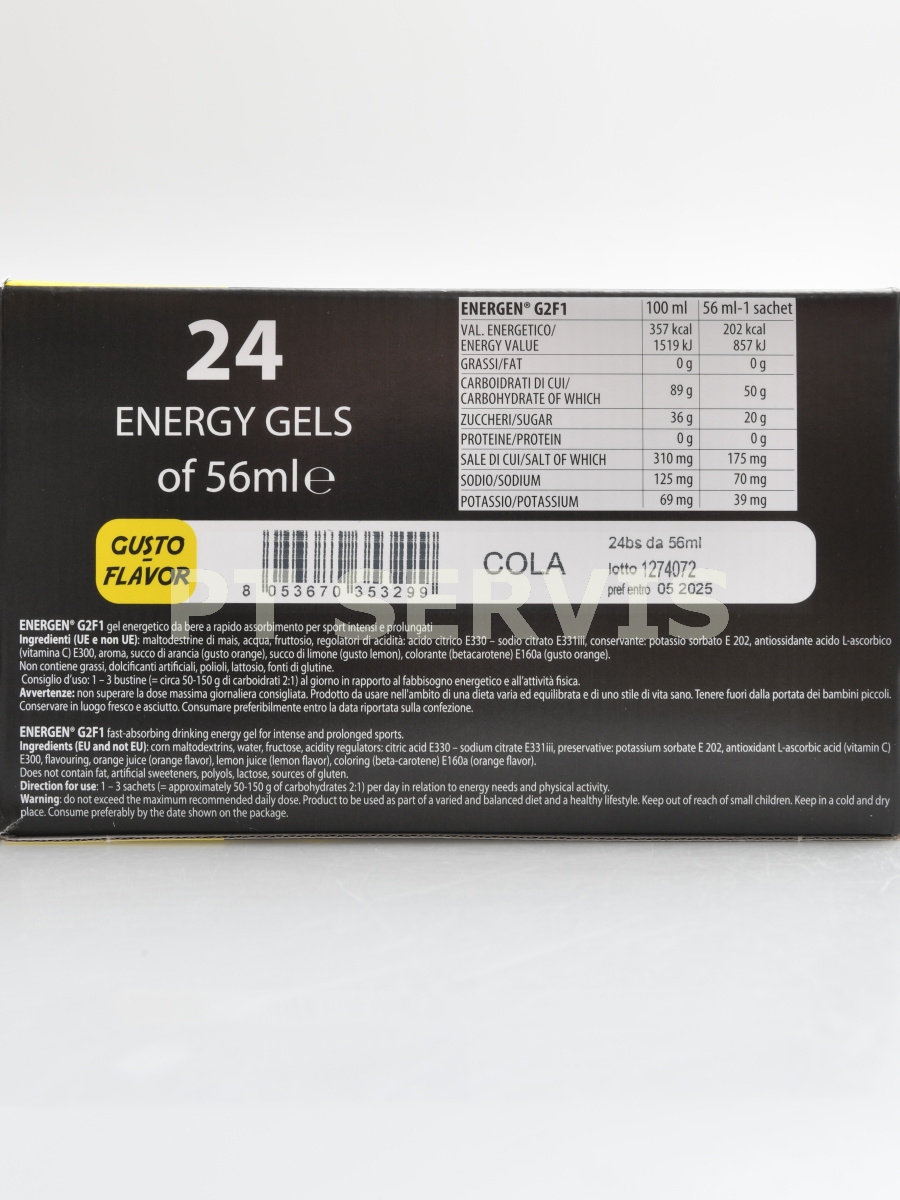 24
ENERGY GELS
of 56ml℮
ENERGEN® G2F1 100 ml 56 ml-1 sachet
VAL. ENERGETICO/ 357 kcal 202 kcal
ENERGY VALUE 1519 kJ 857 kJ
GRASSI/FAT 0 g 0 g
CARBOIDRATI DI CUI/
CARBOHYDRATE OF WHICH 89 g 50 g
ZUCCHERI/SUGAR 36 g 20 g
PROTEINE/PROTEIN 0 g 0 g
SALE DI CUI/SALT OF WHICH 310 mg 175 mg
SODIO/SODIUM 125 mg 70 mg
POTASSIO/POTASSIUM 69 mg 39 mg
GUSTO
-
FLAVOR
8 053670 353299
COLA
24bs da 56ml
lotto 1274072
pref entro 05 2025
PT SERVIS
ENERGEN® G2F1 gel energetico da bere a rapido assorbimento per sport intensi e prolungati
Ingredienti (UE e non UE): maltodestrine di mais, acqua, fruttosio, regolatori di acidità: acido citrico E330 – sodio citrato E331iii, conservante: potassio sorbato E 202, antiossidante acido L-ascorbico
(vitamina C) E300, aroma, succo di arancia (gusto orange), succo di limone (gusto lemon), colorante (betacarotene) E160a (gusto orange).
Non contiene grassi, dolcificanti artificiali, polioli, lattosio, fonti di glutine.
Consiglio d'uso: 1 – 3 bustine (= circa 50-150 g di carboidrati 2:1) al giorno in rapporto al fabbisogno energetico e all'attività fisica.
Avvertenze: non superare la dose massima giornaliera consigliata. Prodotto da usare nell'ambito di una dieta varia ed equilibrata e di uno stile di vita sano. Tenere fuori dalla portata dei bambini piccoli.
Conservare in luogo fresco e asciutto. Consumare preferibilmente entro la data riportata sulla confezione.
ENERGEN® G2F1 fast-absorbing drinking energy gel for intense and prolonged sports.
Ingredients (EU and not EU): corn maltodextrins, water, fructose, acidity regulators: citric acid E330 – sodium citrate E331iii, preservative: potassium sorbate E 202, antioxidant L-ascorbic acid (vitamin C)
E300, flavouring, orange juice (orange flavor), lemon juice (lemon flavor), coloring (beta-carotene) E160a (orange flavor).
Does not contain fat, artificial sweeteners, polyols, lactose, sources of gluten.
Direction for use: 1 – 3 sachets (= approximately 50-150 g of carbohydrates 2:1) per day in relation to energy needs and physical activity.
Warning: do not exceed the maximum recommended daily dose. Product to be used as part of a varied and balanced diet and a healthy lifestyle. Keep out of reach of small children. Keep in a cold and dry
place. Consume preferably by the date shown on the package.